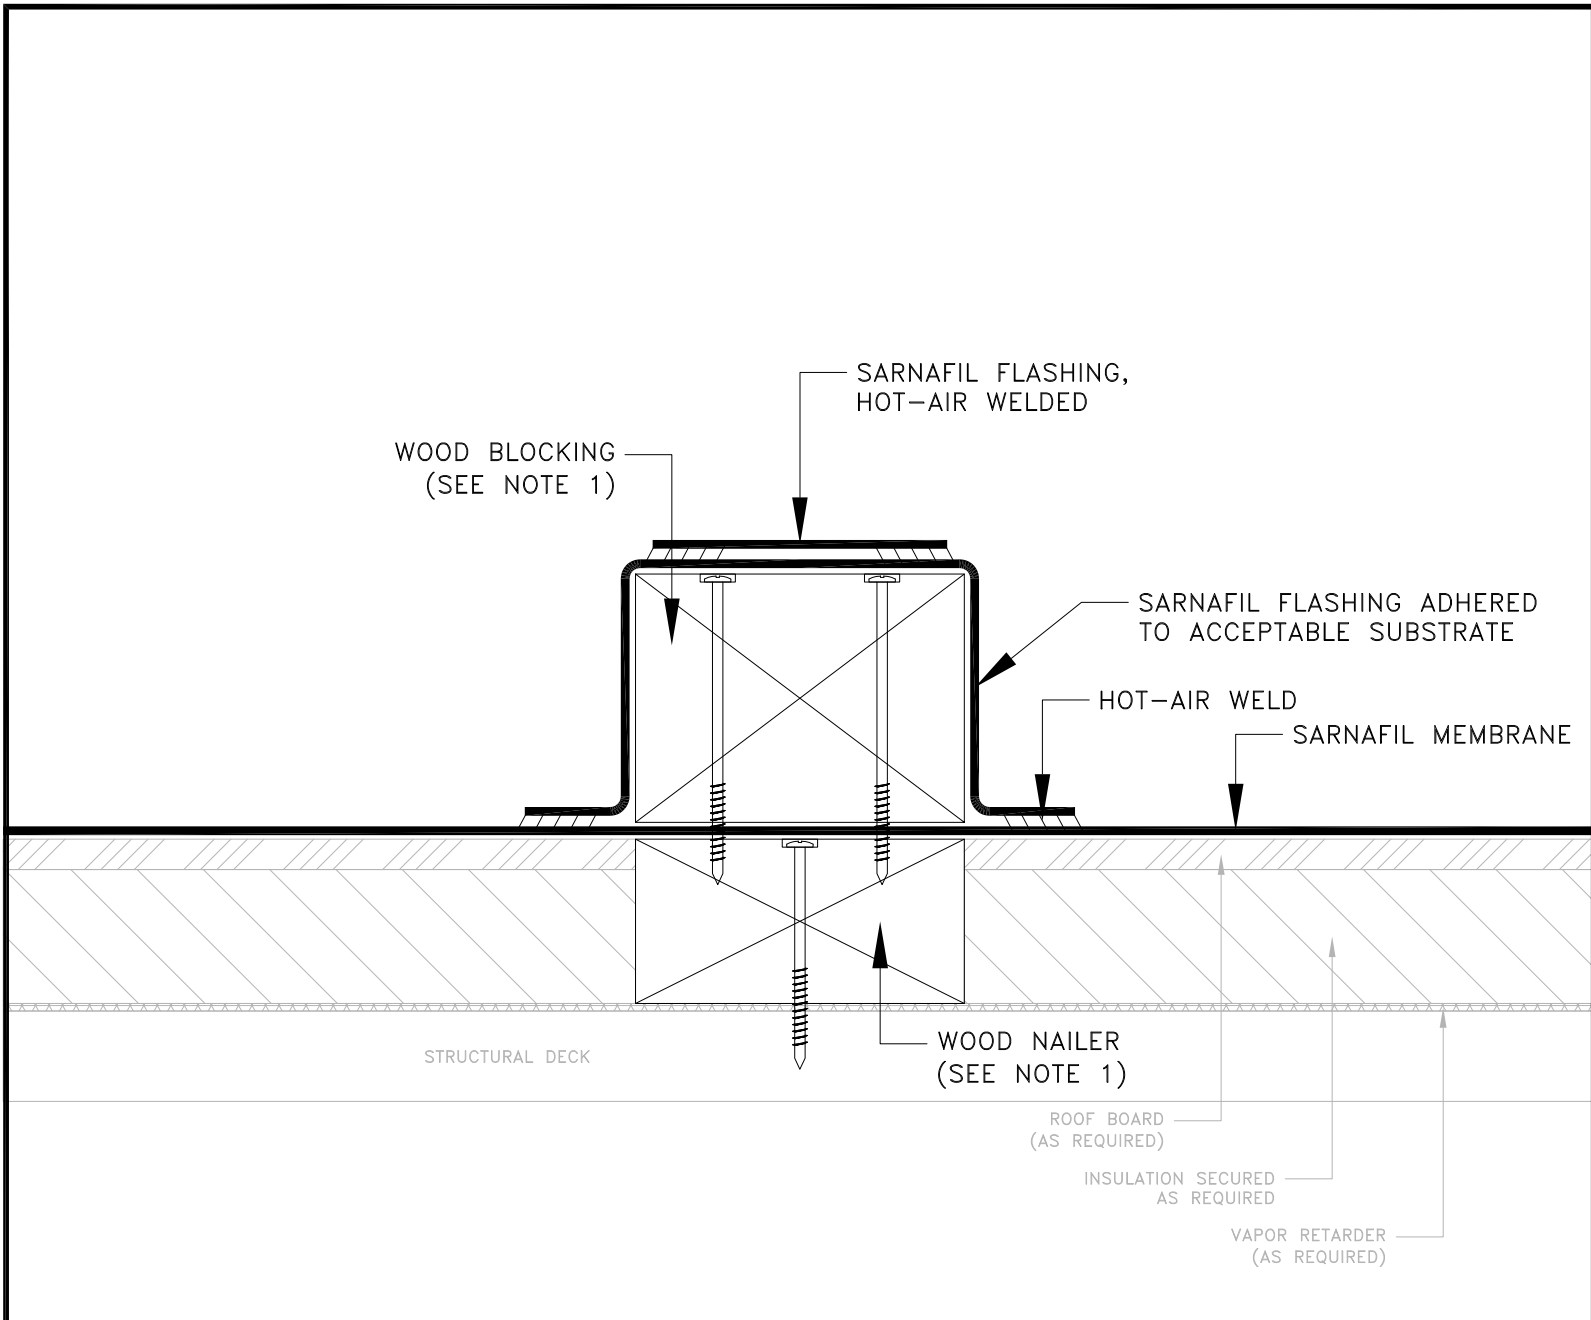 SARNAFIL FLASHING,
HOT-AIR WELDED
WOOD BLOCKING
(SEE NOTE 1)
SARNAFIL FLASHING ADHERED
TO ACCEPTABLE SUBSTRATE
HOT-AIR WELD
SARNAFIL MEMBRANE
WOOD NAILER
(SEE NOTE 1)
STRUCTURAL DECK
ROOF BOARD
(AS REQUIRED)
INSULATION SECURED
AS REQUIRED
VAPOR RETARDER
(AS REQUIRED)